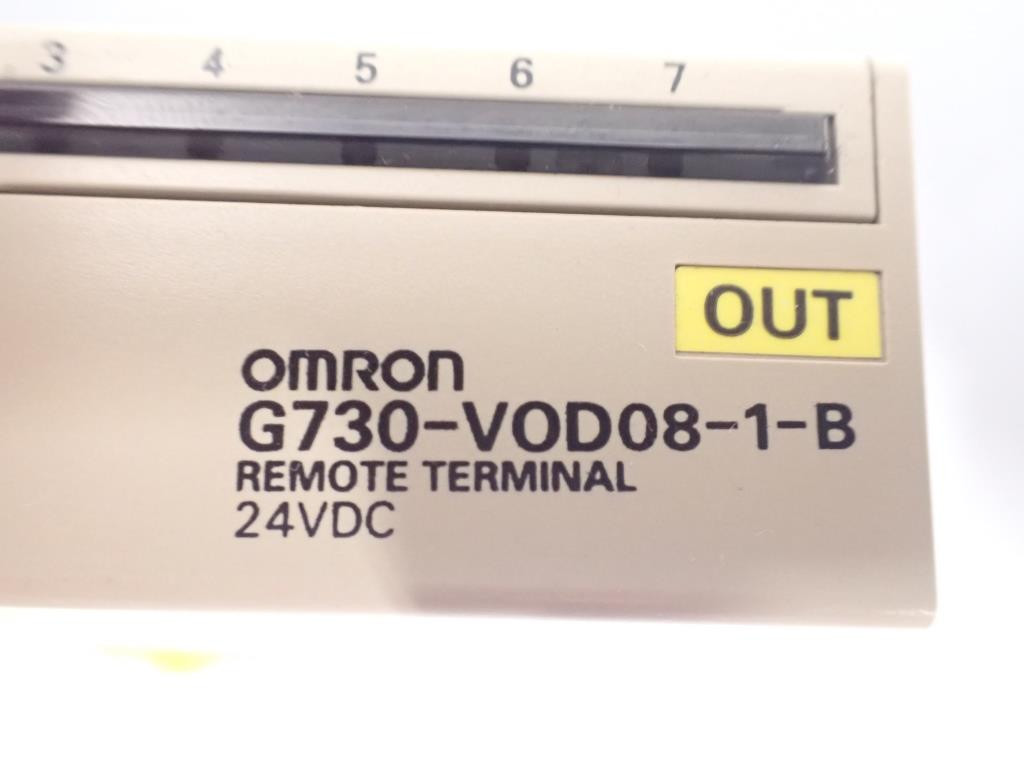 3 4 5 6 7
OUT
OMRON
G730-VOD08-1-B
REMOTE TERMINAL
24VDC